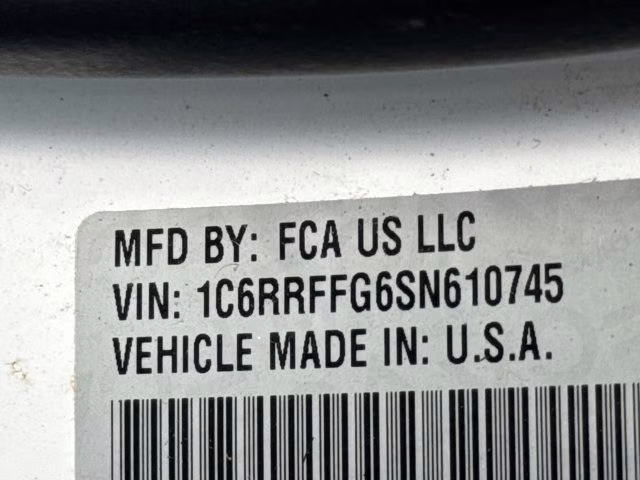 MFD BY: FCA US LLC
VIN: 1C6RRFFG6SN610745
VEHICLE MADE IN: U.S.A.